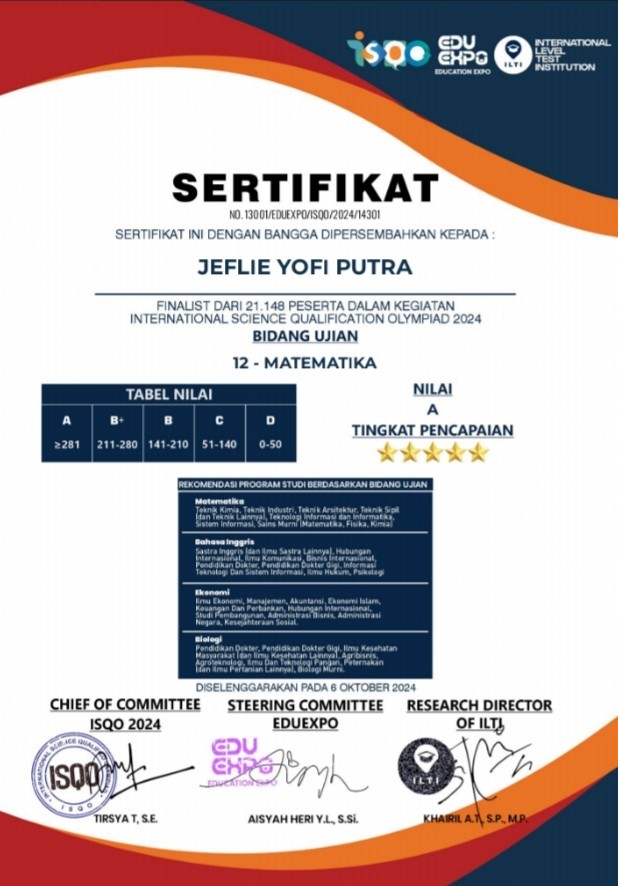 isqo
EDU
EXPO
EDUCATION EXPO
ILTI
INTERNATIONAL
LEVEL
TEST
INSTITUTION
SERTIFIKAT
NO. 13001/EDUEXPO/ISQO/2024/14301
SERTIFIKAT INI DENGAN BANGGA DIPERSEMBAHKAN KEPADA :
JEFLIE YOFI PUTRA
FINALIST DARI 21.148 PESERTA DALAM KEGIATAN
INTERNATIONAL SCIENCE QUALIFICATION OLYMPIAD 2024
BIDANG UJIAN
12 - MATEMATIKA
TABEL NILAI
A B+ B C D
≥281 211-280 141-210 51-140 0-50
NILAI
A
TINGKAT PENCAPAIAN
REKOMENDASI PROGRAM STUDI BERDASARKAN BIDANG UJIAN
Matematika
Teknik Kimia, Teknik Industri, Teknik Arsitektur, Teknik Sipil
(dan Teknik Lainnya), Teknologi Informasi dan Informatika,
Sistem Informasi, Sains Murni (Matematika, Fisika, Kimia)
Bahasa Inggris
Sastra Inggris (dan Ilmu Sastra Lainnya), Hubungan
Internasional, Ilmu Komunikasi, Bisnis Internasional,
Pendidikan Dokter, Pendidikan Dokter Gigi, Informasi
Teknologi Dan Sistem Informasi, Ilmu Hukum, Psikologi
Ekonomi
Ilmu Ekonomi, Manajemen, Akuntansi, Ekonomi Islam,
Keuangan Dan Perbankan, Hubungan Internasional,
Studi Pembangunan, Administrasi Bisnis, Administrasi
Negara, Kesejahteraan Sosial.
Biologi
Pendidikan Dokter, Pendidikan Dokter Gigi, Ilmu Kesehatan
Masyarakat (dan Ilmu Kesehatan Lainnya), Agribisnis,
Agroteknologi, Ilmu Dan Teknologi Pangan, Peternakan
(dan Ilmu Pertanian Lainnya), Biologi Murni.
DISELENGGARAKAN PADA 6 OKTOBER 2024
CHIEF OF COMMITTEE
ISQO 2024
STEERING COMMITTEE
EDUEXPO
RESEARCH DIRECTOR
OF ILTI
ISQO
ISQO
EDU
EXPO
EDUCATION EXPO
ILTI
TIRSYA T, S.E.
AISYAH HERI Y.L., S.Si.
KHAIRIL A.T., S.P., M.P.